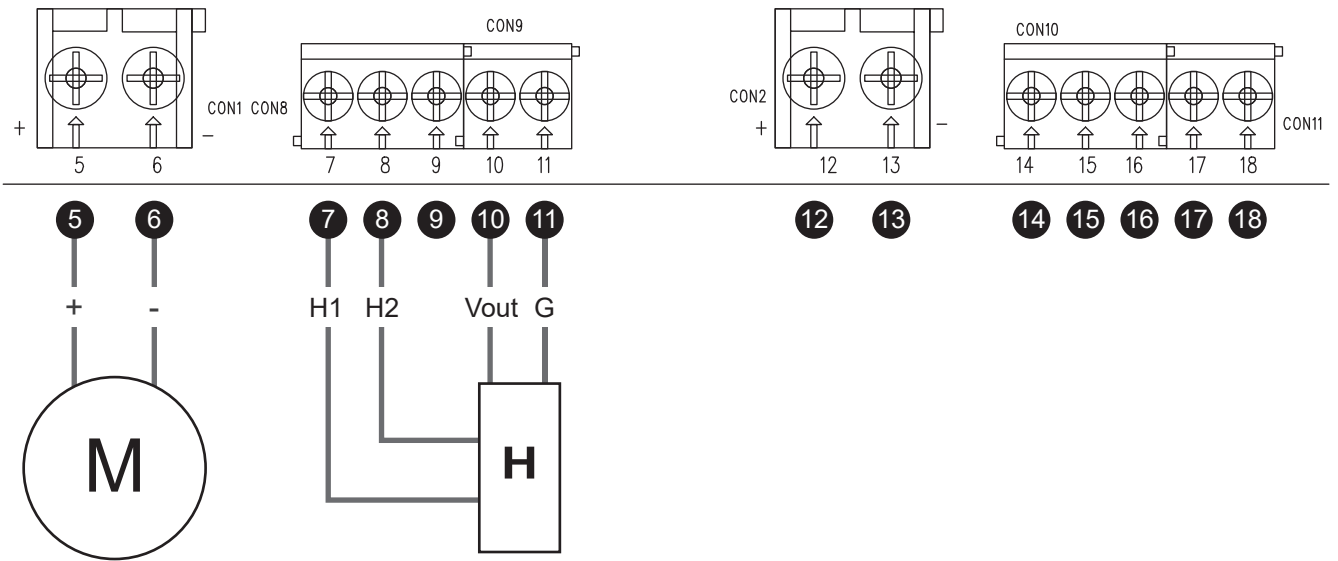 CON9
CON10
CON1 CON8
CON2
CON11
+ - + -
5 6 7 8 9 10 11 12 13 14 15 16 17 18
5 6 7 8 9 10 11 12 13 14 15 16 17 18
+ - H1 H2 Vout G
M H